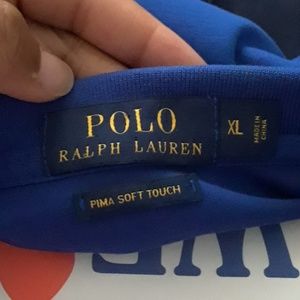 POLO
RALPH LAUREN
XL
MADE IN
CHINA
PIMA SOFT TOUCH